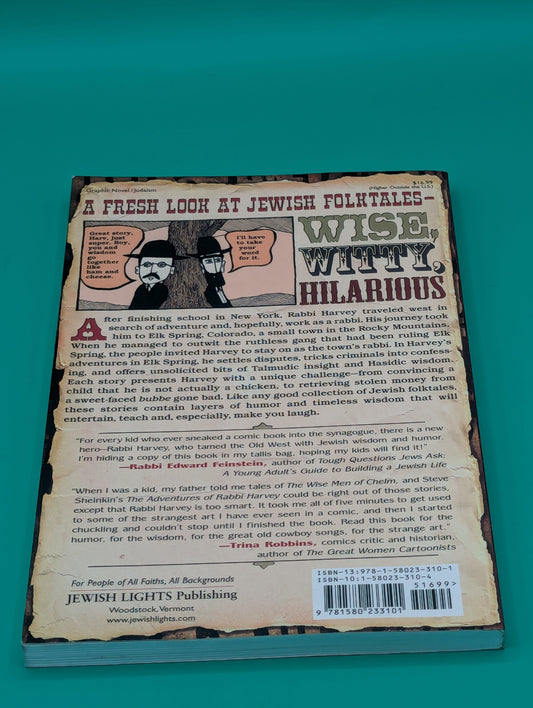 Graphic Novel/Judaism
$16.99
(Higher Outside the U.S.)
A FRESH LOOK AT JEWISH FOLKTALES—
WISE,
WITTY,
HILARIOUS
Great story,
Harv, just
super. Boy,
you and
wisdom
go
together
like
ham and
cheese.
I'll have
to take
your
word
for it.
After finishing school in New York, Rabbi Harvey traveled west in
search of adventure and, hopefully, work as a rabbi. His journey took
him to Elk Spring, Colorado, a small town in the Rocky Mountains.
When he managed to outwit the ruthless gang that had been ruling Elk
Spring, the people invited Harvey to stay on as the town's rabbi. In Harvey's
adventures in Elk Spring, he settles disputes, tricks criminals into confess-
ing, and offers unsolicited bits of Talmudic insight and Hasidic wisdom.
Each story presents Harvey with a unique challenge—from convincing a
child that he is not actually a chicken, to retrieving stolen money from
a sweet-faced bubbe gone bad. Like any good collection of Jewish folktales,
these stories contain layers of humor and timeless wisdom that will
entertain, teach and, especially, make you laugh.
"For every kid who ever sneaked a comic book into the synagogue, there is a new
hero—Rabbi Harvey, who tamed the Old West with Jewish wisdom and humor.
I'm hiding a copy of this book in my tallis bag, hoping my kids will find it!"
—Rabbi Edward Feinstein, author of Tough Questions Jews Ask:
A Young Adult's Guide to Building a Jewish Life
"When I was a kid, my father told me tales of The Wise Men of Chelm, and Steve
Sheinkin's The Adventures of Rabbi Harvey could be right out of those stories,
except that Rabbi Harvey is too smart. It took me all of five minutes to get used
to some of the strangest art I have ever seen in a comic, and then I started
chuckling and couldn't stop until I finished the book. Read this book for the
humor, for the wisdom, for the great old cowboy songs, for the strange art."
—Trina Robbins, comics critic and historian,
author of The Great Women Cartoonists
For People of All Faiths, All Backgrounds
JEWISH LIGHTS Publishing
Woodstock, Vermont
www.jewishlights.com
ISBN-13: 978-1-58023-310-1
ISBN-10: 1-58023-310-4
51699>
9 781580 233101